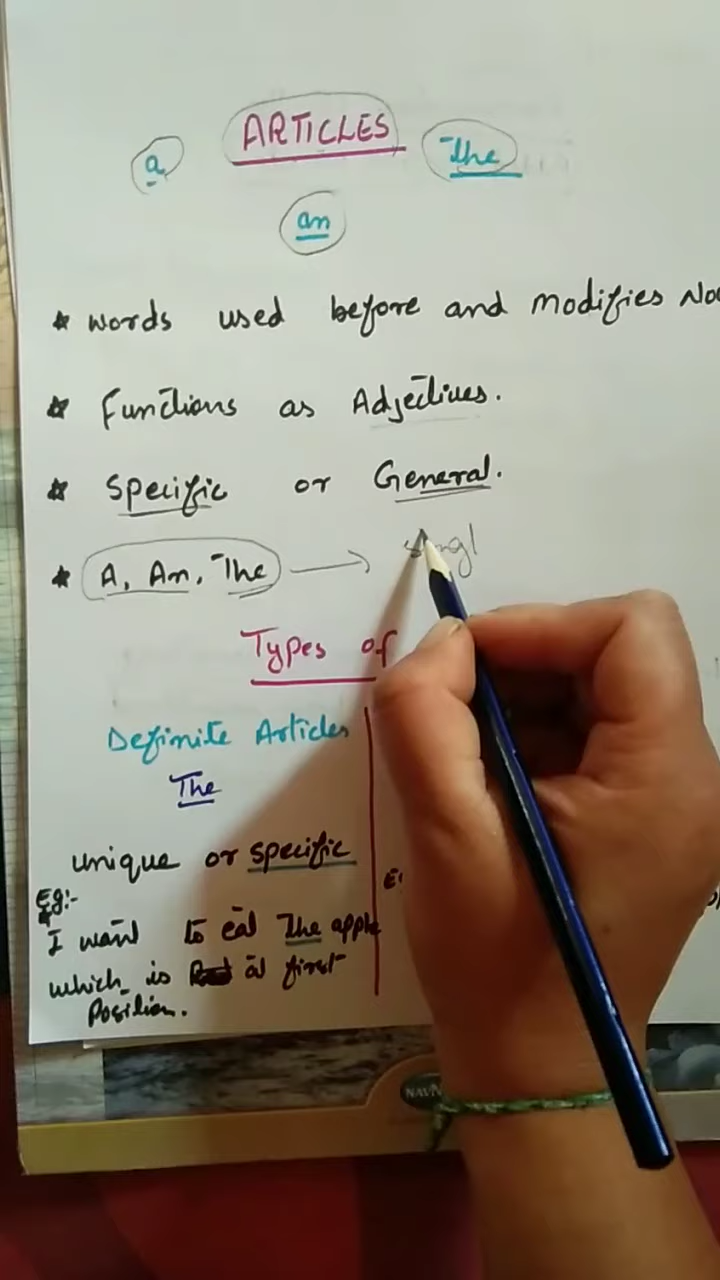 ARTICLES
a The
an
* words used before and modifies No
* Functions as Adjectives.
* Specific or General.
* A, An, The → singl
Types of
Definite Articles
The
unique or specific
Eg:-
I want to eat The apple
which is at first
Position.